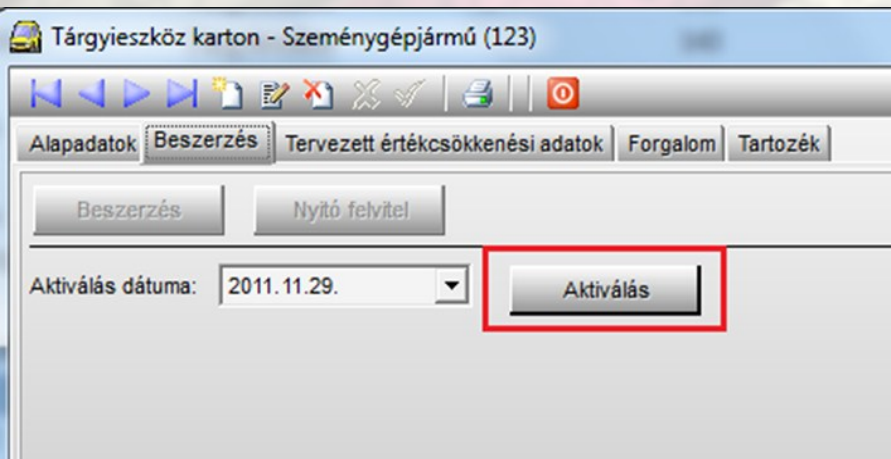 Tárgyieszköz karton - Szeménygépjármű (123)
Alapadatok Beszerzés Tervezett értékcsökkenési adatok Forgalom Tartozék
Beszerzés Nyitó felvitel
Aktiválás dátuma: 2011.11.29. Aktiválás